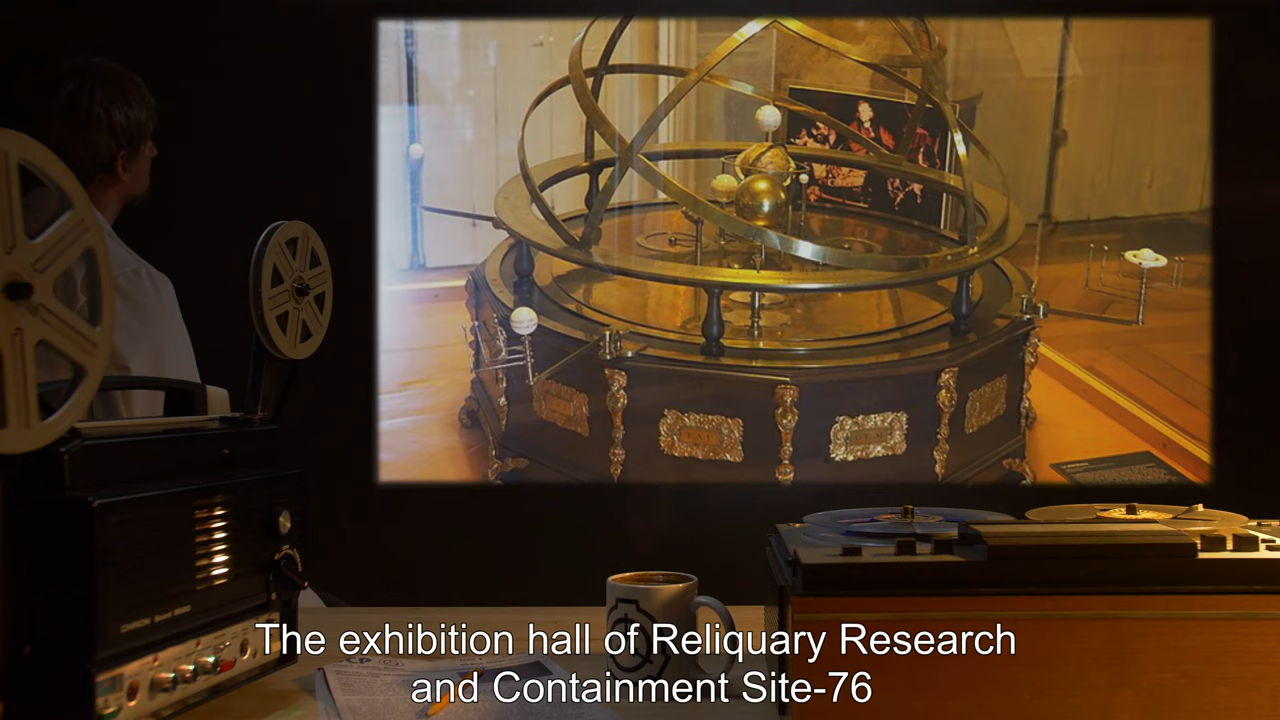 The exhibition hall of Reliquary Research
and Containment Site-76